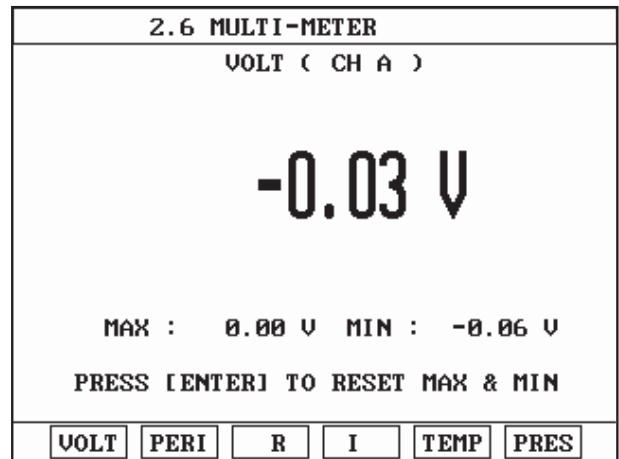 2.6 MULTI-METER
VOLT ( CH A )
-0.03 V
MAX : 0.00 V MIN : -0.06 V
PRESS [ENTER] TO RESET MAX & MIN
VOLT PERI R I TEMP PRES